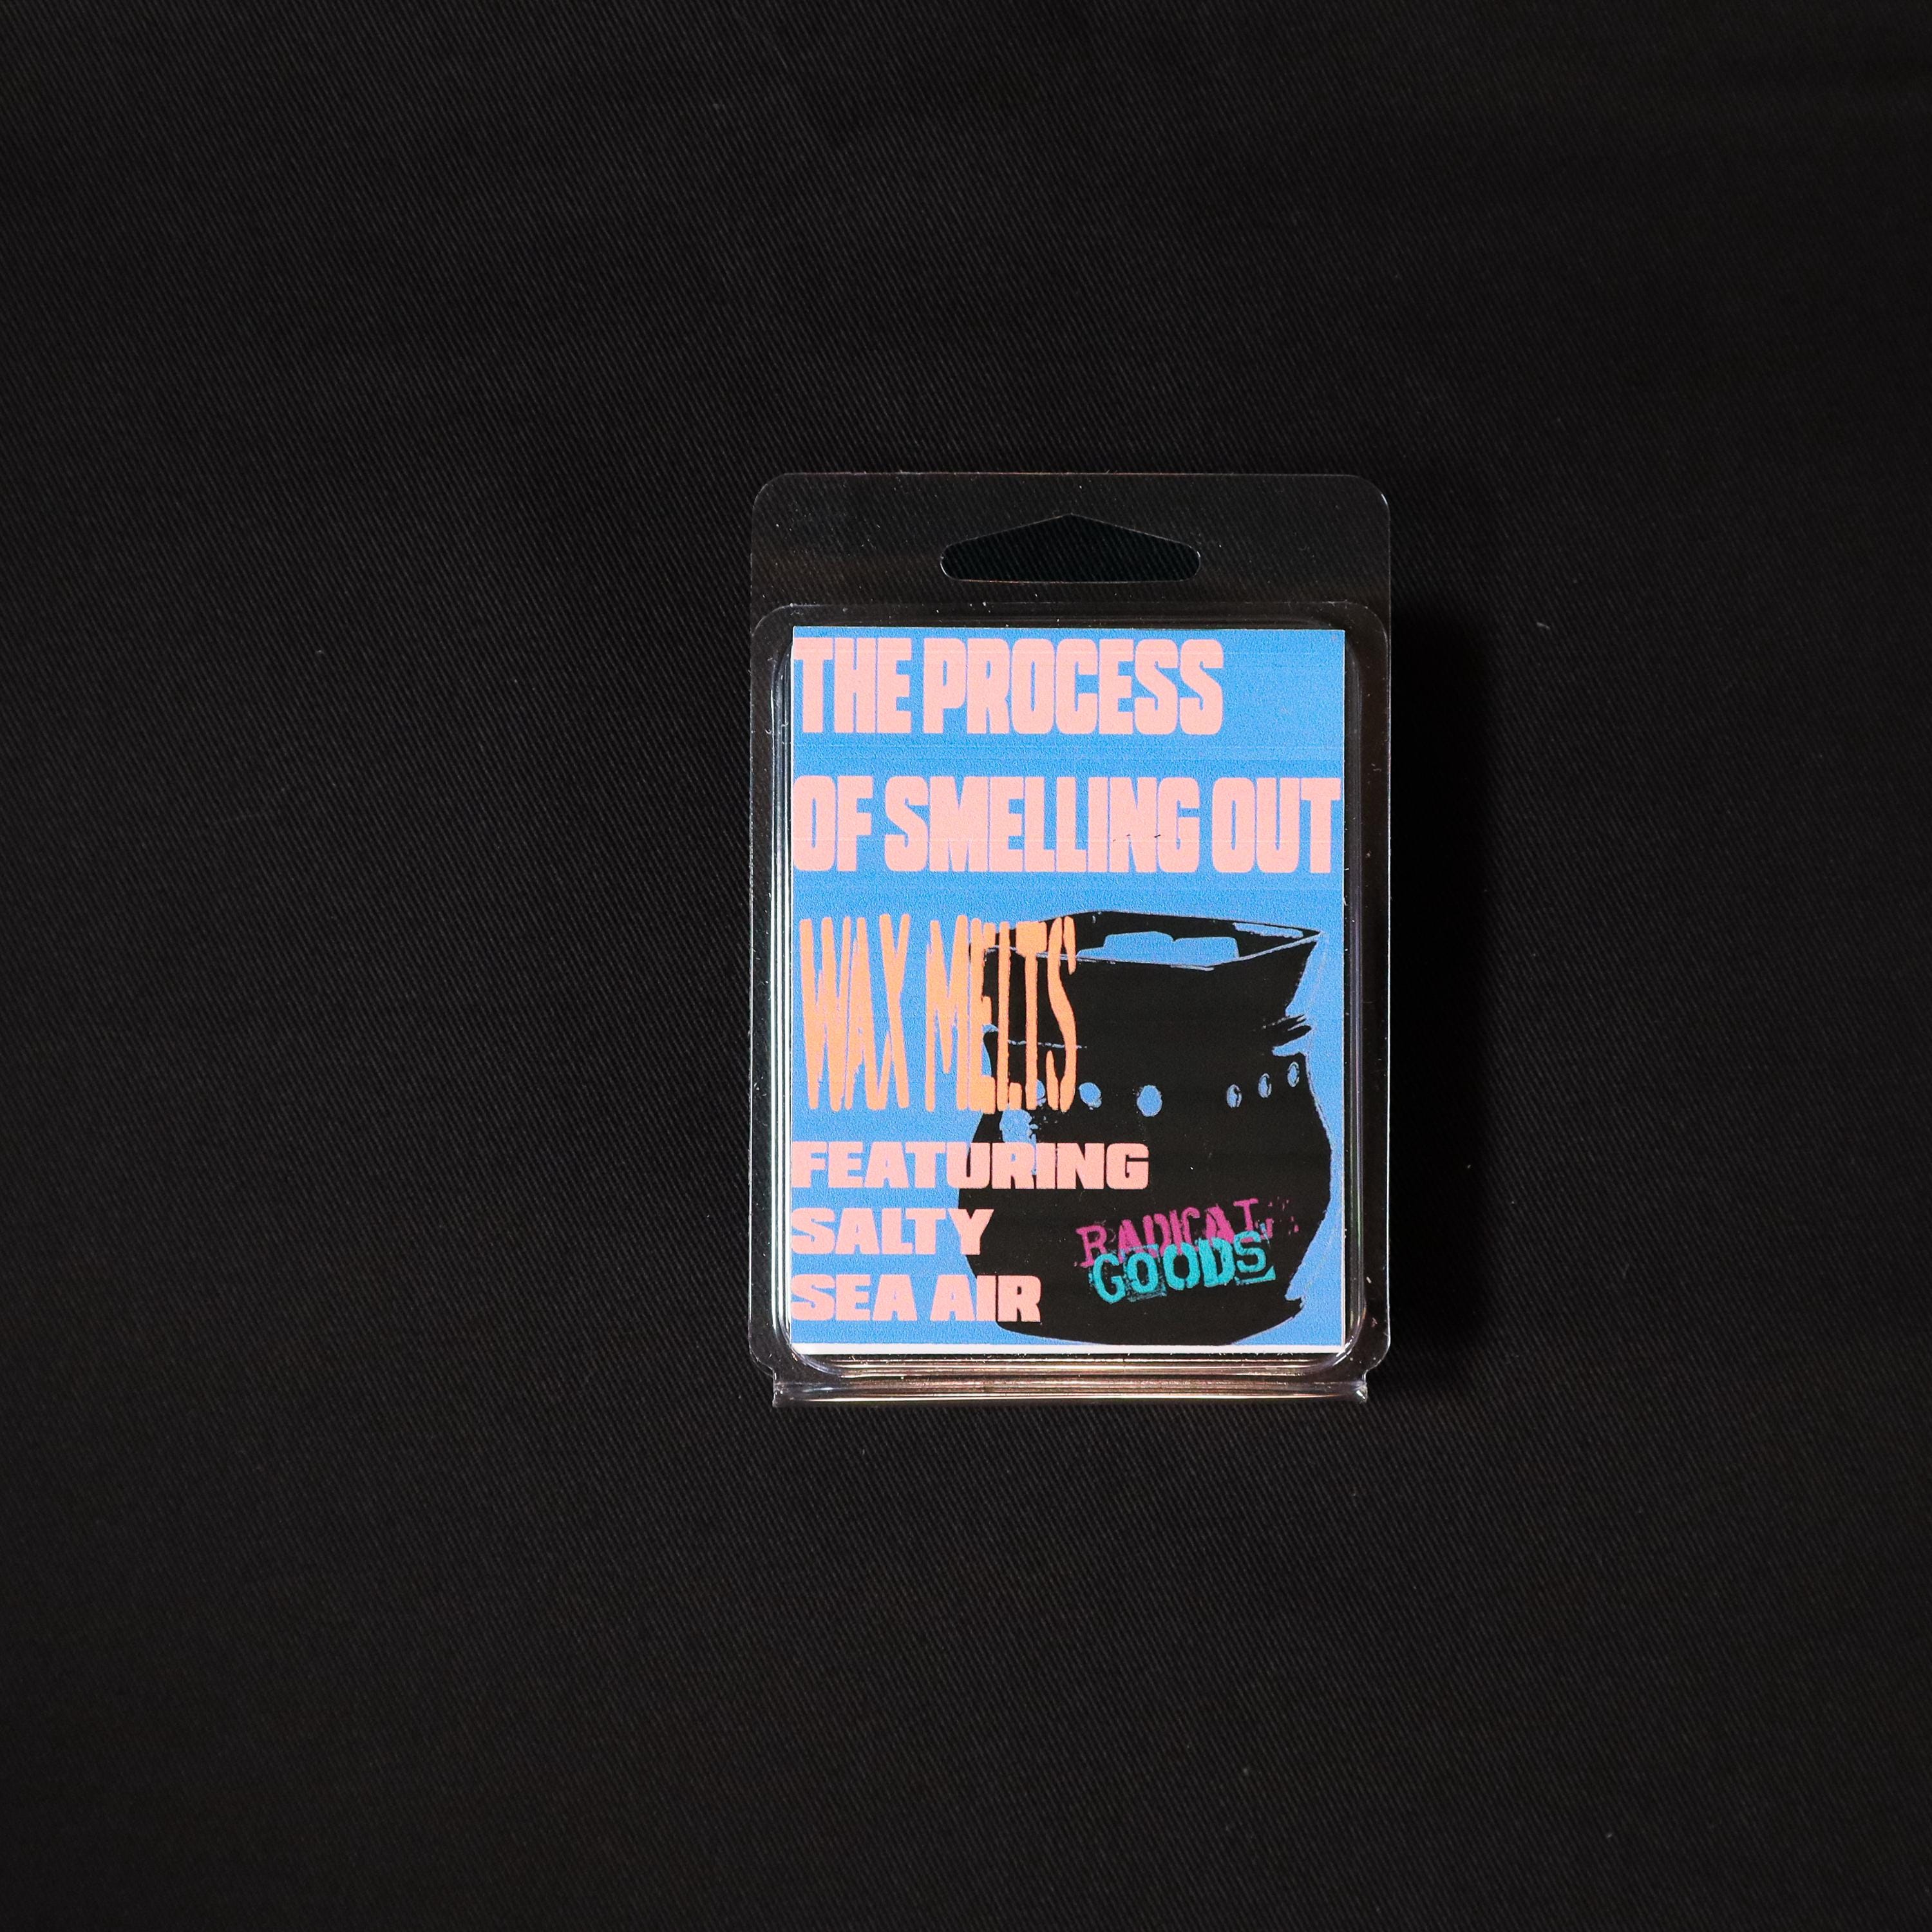 THE PROCESS
OF SMELLING OUT
WAX MELTS
FEATURING
SALTY
SEA AIR
RADICAL
GOODS